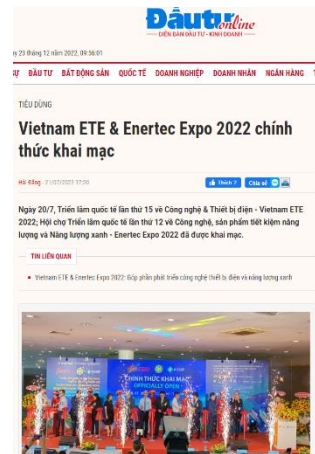 Đầu tư online
DIỄN ĐÀN ĐẦU TƯ - KINH DOANH
23 tháng 12 năm 2022, 09:56:01
ĐẦU TƯ BẤT ĐỘNG SẢN QUỐC TẾ DOANH NGHIỆP DOANH NHÂN NGÂN HÀNG
TIÊU DÙNG
Vietnam ETE & Enertec Expo 2022 chính
thức khai mạc
Hải Đăng - 21/07/2022 17:00
Thích 7 Chia sẻ
Ngày 20/7, Triển lãm quốc tế lần thứ 15 về Công nghệ & Thiết bị điện - Vietnam ETE
2022; Hội chợ Triển lãm quốc tế lần thứ 12 về Công nghệ, sản phẩm tiết kiệm năng
lượng và Năng lượng xanh - Enertec Expo 2022 đã được khai mạc.
TIN LIÊN QUAN
Vietnam ETE & Enertec Expo 2022: Góp phần phát triển công nghệ thiết bị điện và năng lượng xanh
CHÍNH THỨC KHAI MẠC
OFFICIALLY OPEN